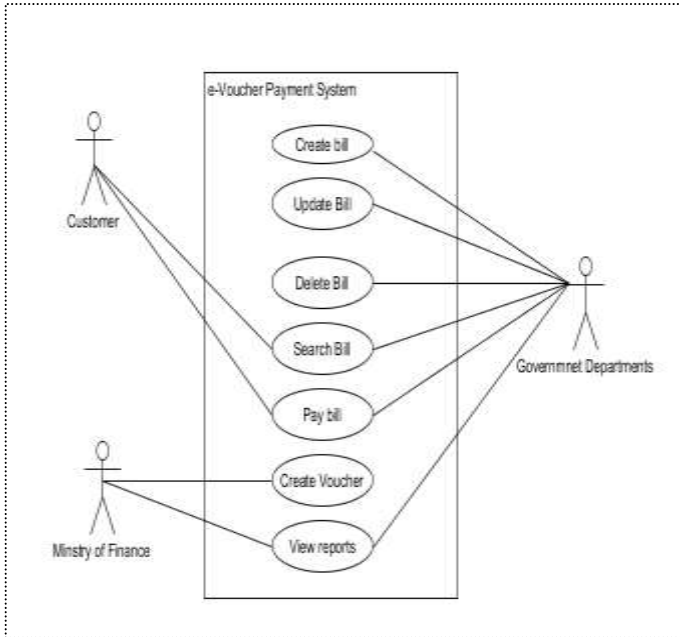 e-Voucher Payment System
Create bill
Update Bill
Customer
Delete Bill
Search Bill
Governmnet Departments
Pay bill
Create Voucher
Minstry of Finance
View reports